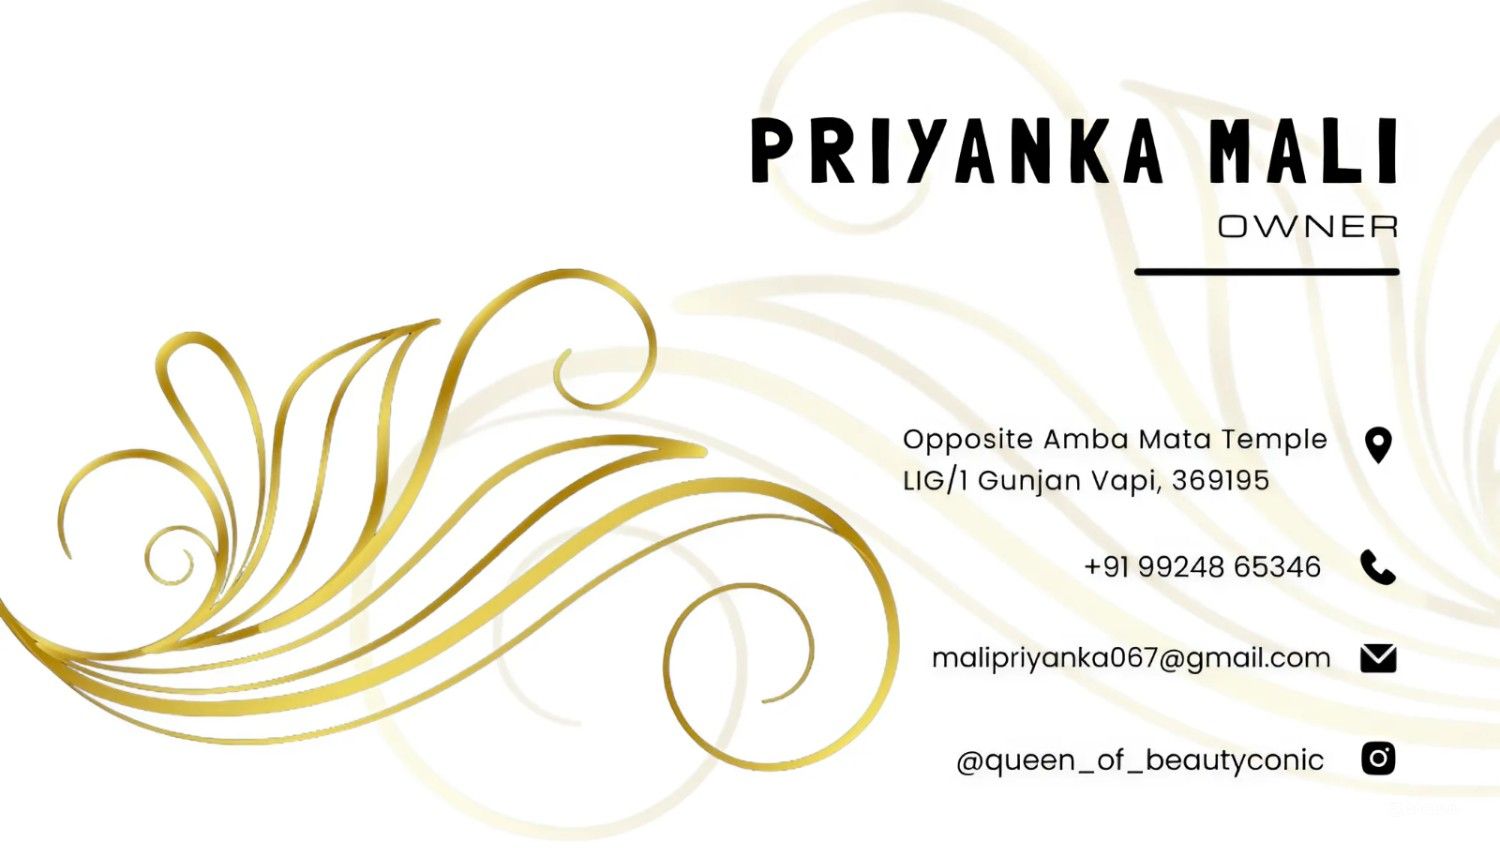 PRIYANKA MALI
OWNER
Opposite Amba Mata Temple
LIG/1 Gunjan Vapi, 369195
+91 99248 65346
malipriyanka067@gmail.com
@queen_of_beautyconic